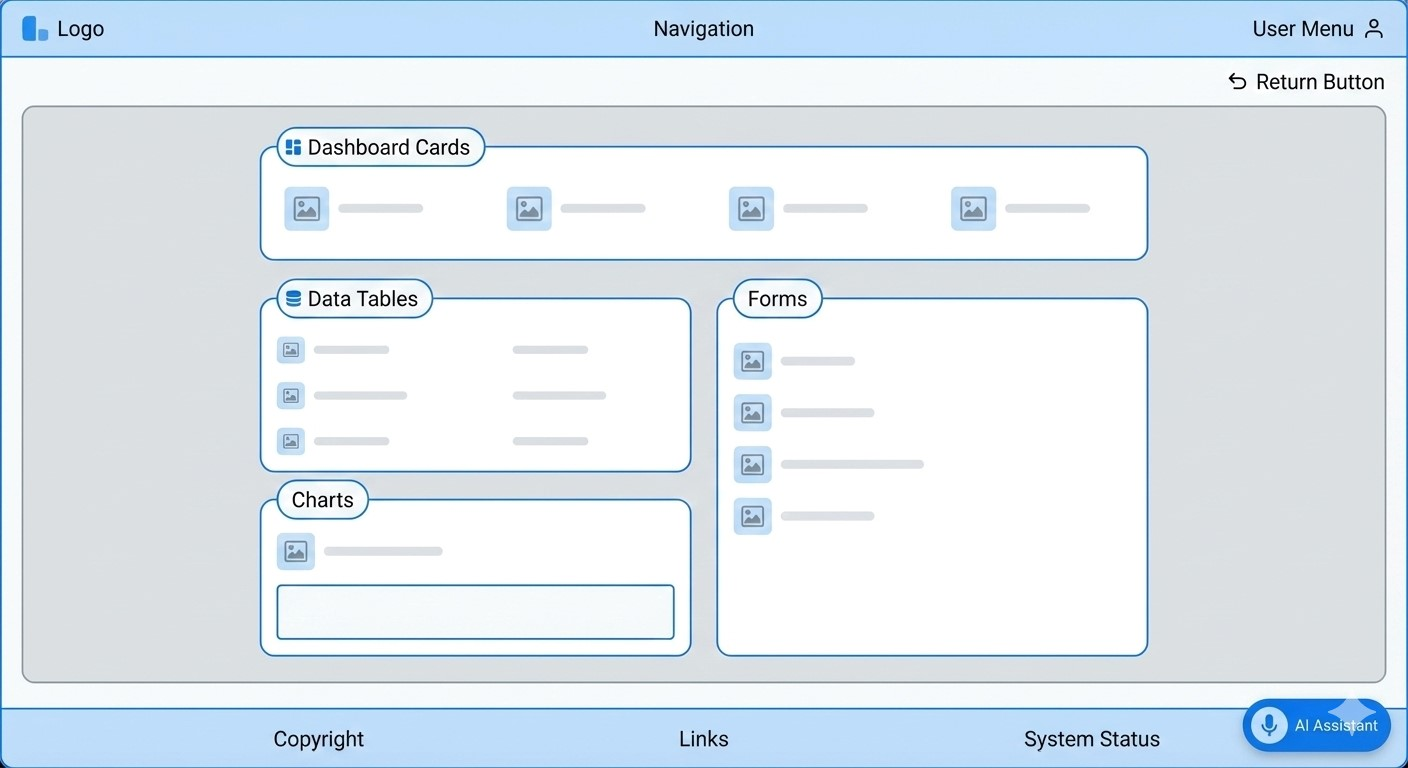 Logo
Navigation
User Menu
Return Button
Dashboard Cards
Data Tables
Forms
Charts
Copyright
Links
System Status
AI Assistant